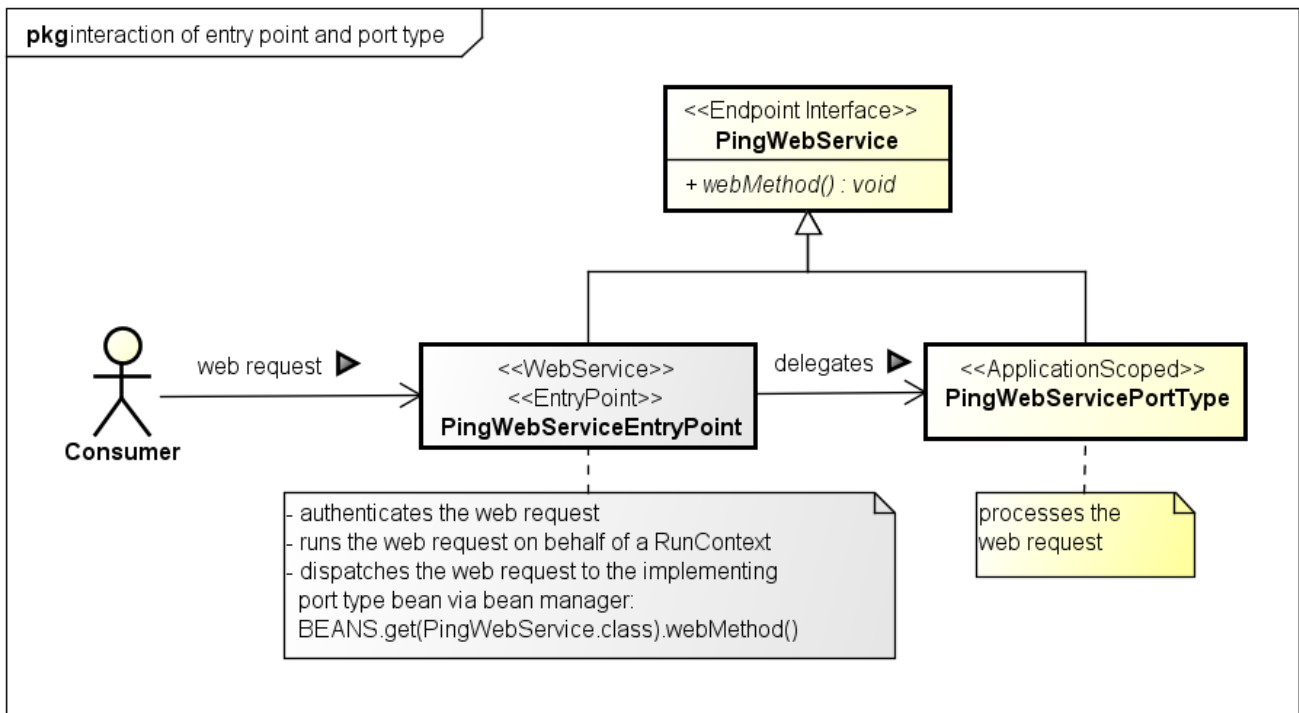 pkg interaction of entry point and port type
<<Endpoint Interface>>
PingWebService
+ webMethod() : void
web request
delegates
Consumer
<<WebService>>
<<EntryPoint>>
PingWebServiceEntryPoint
<<ApplicationScoped>>
PingWebServicePortType
- authenticates the web request
- runs the web request on behalf of a RunContext
- dispatches the web request to the implementing
port type bean via bean manager:
BEANS.get(PingWebService.class).webMethod()
processes the
web request